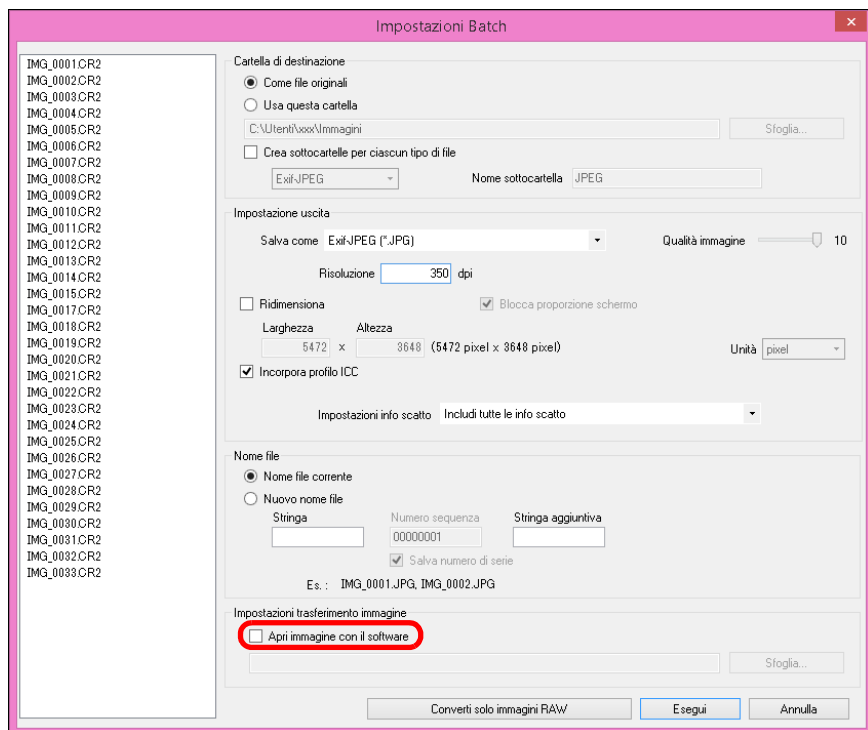 Impostazioni Batch
IMG_0001.CR2
IMG_0002.CR2
IMG_0003.CR2
IMG_0004.CR2
IMG_0005.CR2
IMG_0006.CR2
IMG_0007.CR2
IMG_0008.CR2
IMG_0009.CR2
IMG_0010.CR2
IMG_0011.CR2
IMG_0012.CR2
IMG_0013.CR2
IMG_0014.CR2
IMG_0015.CR2
IMG_0017.CR2
IMG_0018.CR2
IMG_0019.CR2
IMG_0020.CR2
IMG_0021.CR2
IMG_0022.CR2
IMG_0023.CR2
IMG_0024.CR2
IMG_0025.CR2
IMG_0026.CR2
IMG_0027.CR2
IMG_0028.CR2
IMG_0029.CR2
IMG_0030.CR2
IMG_0031.CR2
IMG_0032.CR2
IMG_0033.CR2
Cartella di destinazione
Come file originali
Usa questa cartella
C:\Utenti\xxx\Immagini Sfoglia...
Crea sottocartelle per ciascun tipo di file
Exif-JPEG Nome sottocartella JPEG
Impostazione uscita
Salva come Exif-JPEG (*.JPG) Qualità immagine 10
Risoluzione 350 dpi
Ridimensiona Blocca proporzione schermo
Larghezza Altezza
5472 x 3648 (5472 pixel x 3648 pixel) Unità pixel
Incorpora profilo ICC
Impostazioni info scatto Includi tutte le info scatto
Nome file
Nome file corrente
Nuovo nome file
Stringa Numero sequenza Stringa aggiuntiva
00000001
Salva numero di serie
Es. : IMG_0001.JPG, IMG_0002.JPG
Impostazioni trasferimento immagine
Apri immagine con il software
Sfoglia...
Converti solo immagini RAW Esegui Annulla